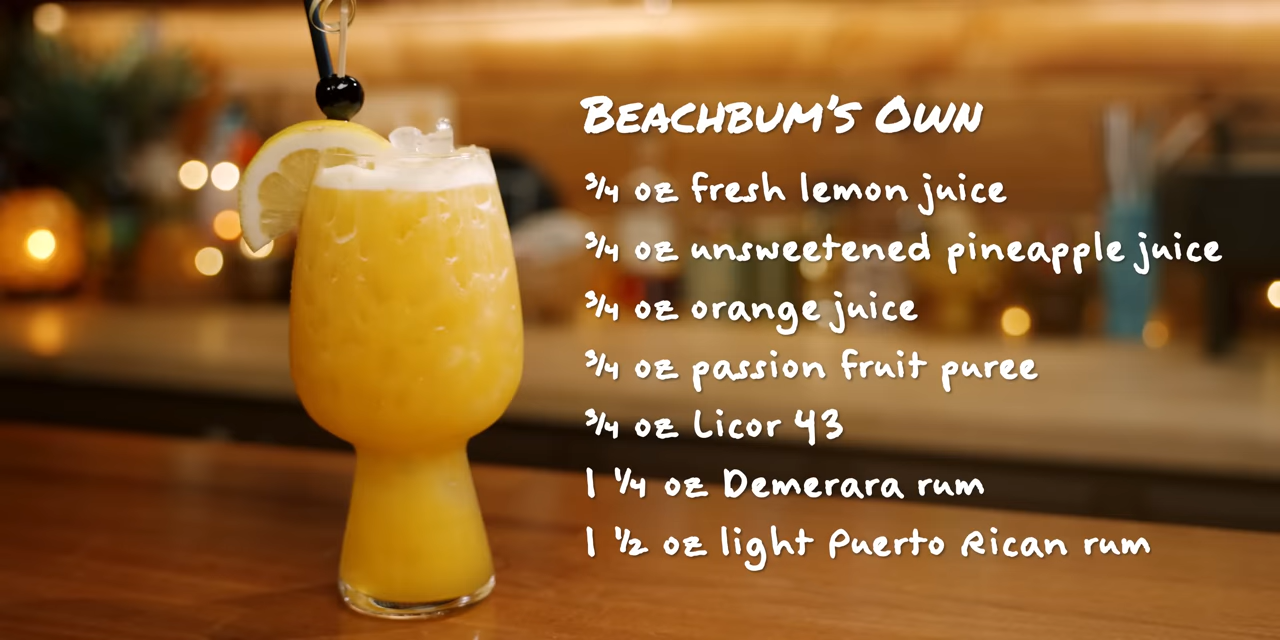 Beachbum's Own
3/4 oz fresh lemon juice
3/4 oz unsweetened pineapple juice
3/4 oz orange juice
3/4 oz passion fruit puree
3/4 oz Licor 43
1 1/4 oz Demerara rum
1 1/2 oz light Puerto Rican rum